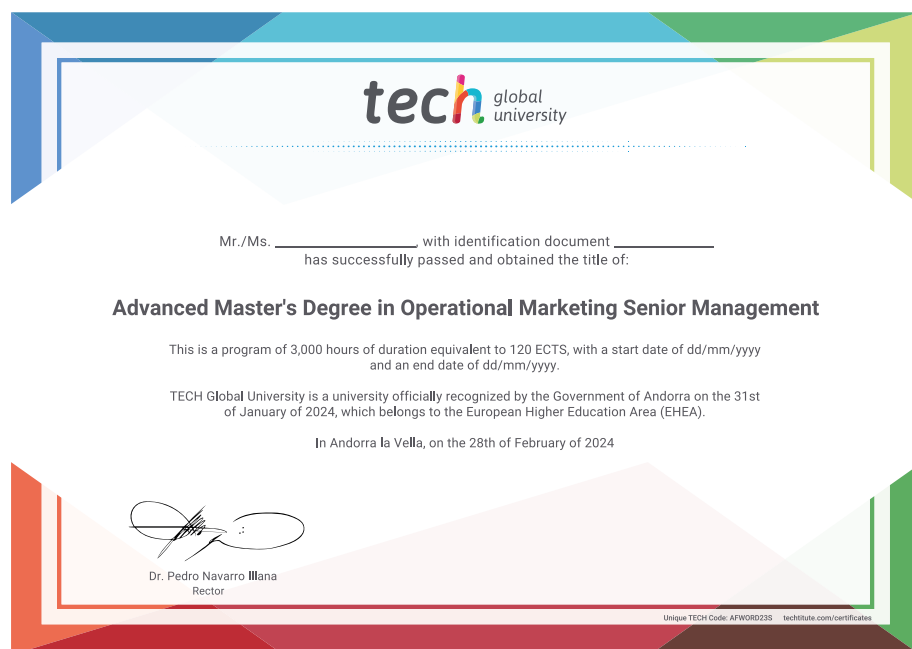 tech global university
Mr./Ms. ____________________, with identification document ______________
has successfully passed and obtained the title of:
Advanced Master's Degree in Operational Marketing Senior Management
This is a program of 3,000 hours of duration equivalent to 120 ECTS, with a start date of dd/mm/yyyy
and an end date of dd/mm/yyyy.
TECH Global University is a university officially recognized by the Government of Andorra on the 31st
of January of 2024, which belongs to the European Higher Education Area (EHEA).
In Andorra la Vella, on the 28th of February of 2024
Dr. Pedro Navarro Illana
Rector
Unique TECH Code: AFWORD23S techtitute.com/certificates